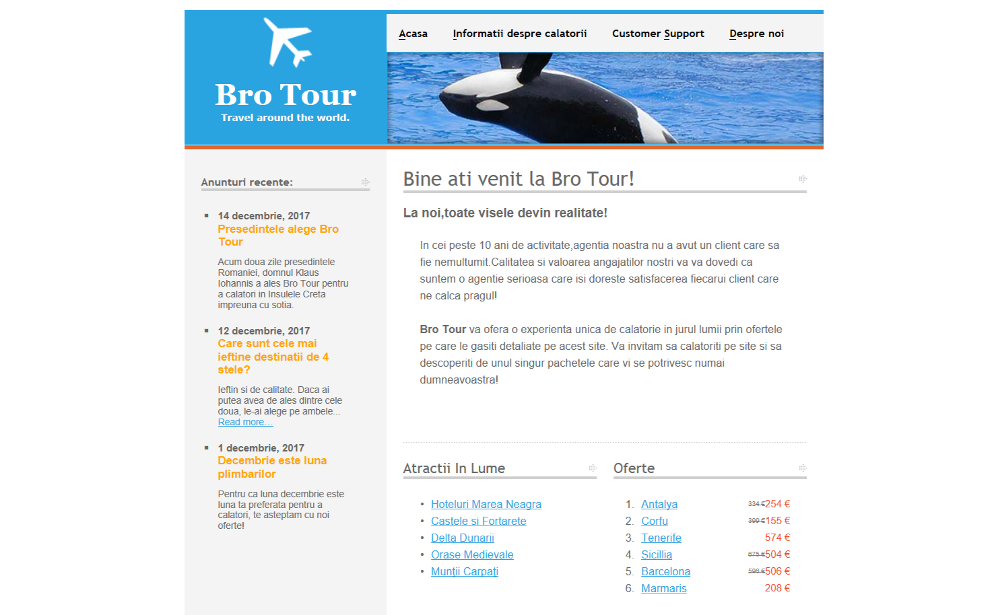 Bro Tour
Travel around the world.
Acasa
Informatii despre calatorii
Customer Support
Despre noi
Anunturi recente:
14 decembrie, 2017
Presedintele alege Bro
Tour
Acum doua zile presedintele
Romaniei, domnul Klaus
Iohannis a ales Bro Tour pentru
a calatori in Insulele Creta
impreuna cu sotia.
12 decembrie, 2017
Care sunt cele mai
ieftine destinatii de 4
stele?
Ieftin si de calitate. Daca ai
putea avea de ales dintre cele
doua, le-ai alege pe ambele...
Read more…
1 decembrie, 2017
Decembrie este luna
plimbarilor
Pentru ca luna decembrie este
luna ta preferata pentru a
calatori, te asteptam cu noi
oferte!
Bine ati venit la Bro Tour!
La noi,toate visele devin realitate!
In cei peste 10 ani de activitate,agentia noastra nu a avut un client care sa
fie nemultumit.Calitatea si valoarea angajatilor nostri va va dovedi ca
suntem o agentie serioasa care isi doreste satisfacerea fiecarui client care
ne calca pragul!
Bro Tour va ofera o experienta unica de calatorie in jurul lumii prin ofertele
pe care le gasiti detaliate pe acest site. Va invitam sa calatoriti pe site si sa
descoperiti de unul singur pachetele care vi se potrivesc numai
dumneavoastra!
Atractii In Lume
• Hoteluri Marea Neagra
• Castele si Fortarete
• Delta Dunarii
• Orase Medievale
• Munţii Carpaţi
Oferte
1. Antalya 334 €254 €
2. Corfu 399 €155 €
3. Tenerife 574 €
4. Sicillia 675 €504 €
5. Barcelona 596 €506 €
6. Marmaris 208 €